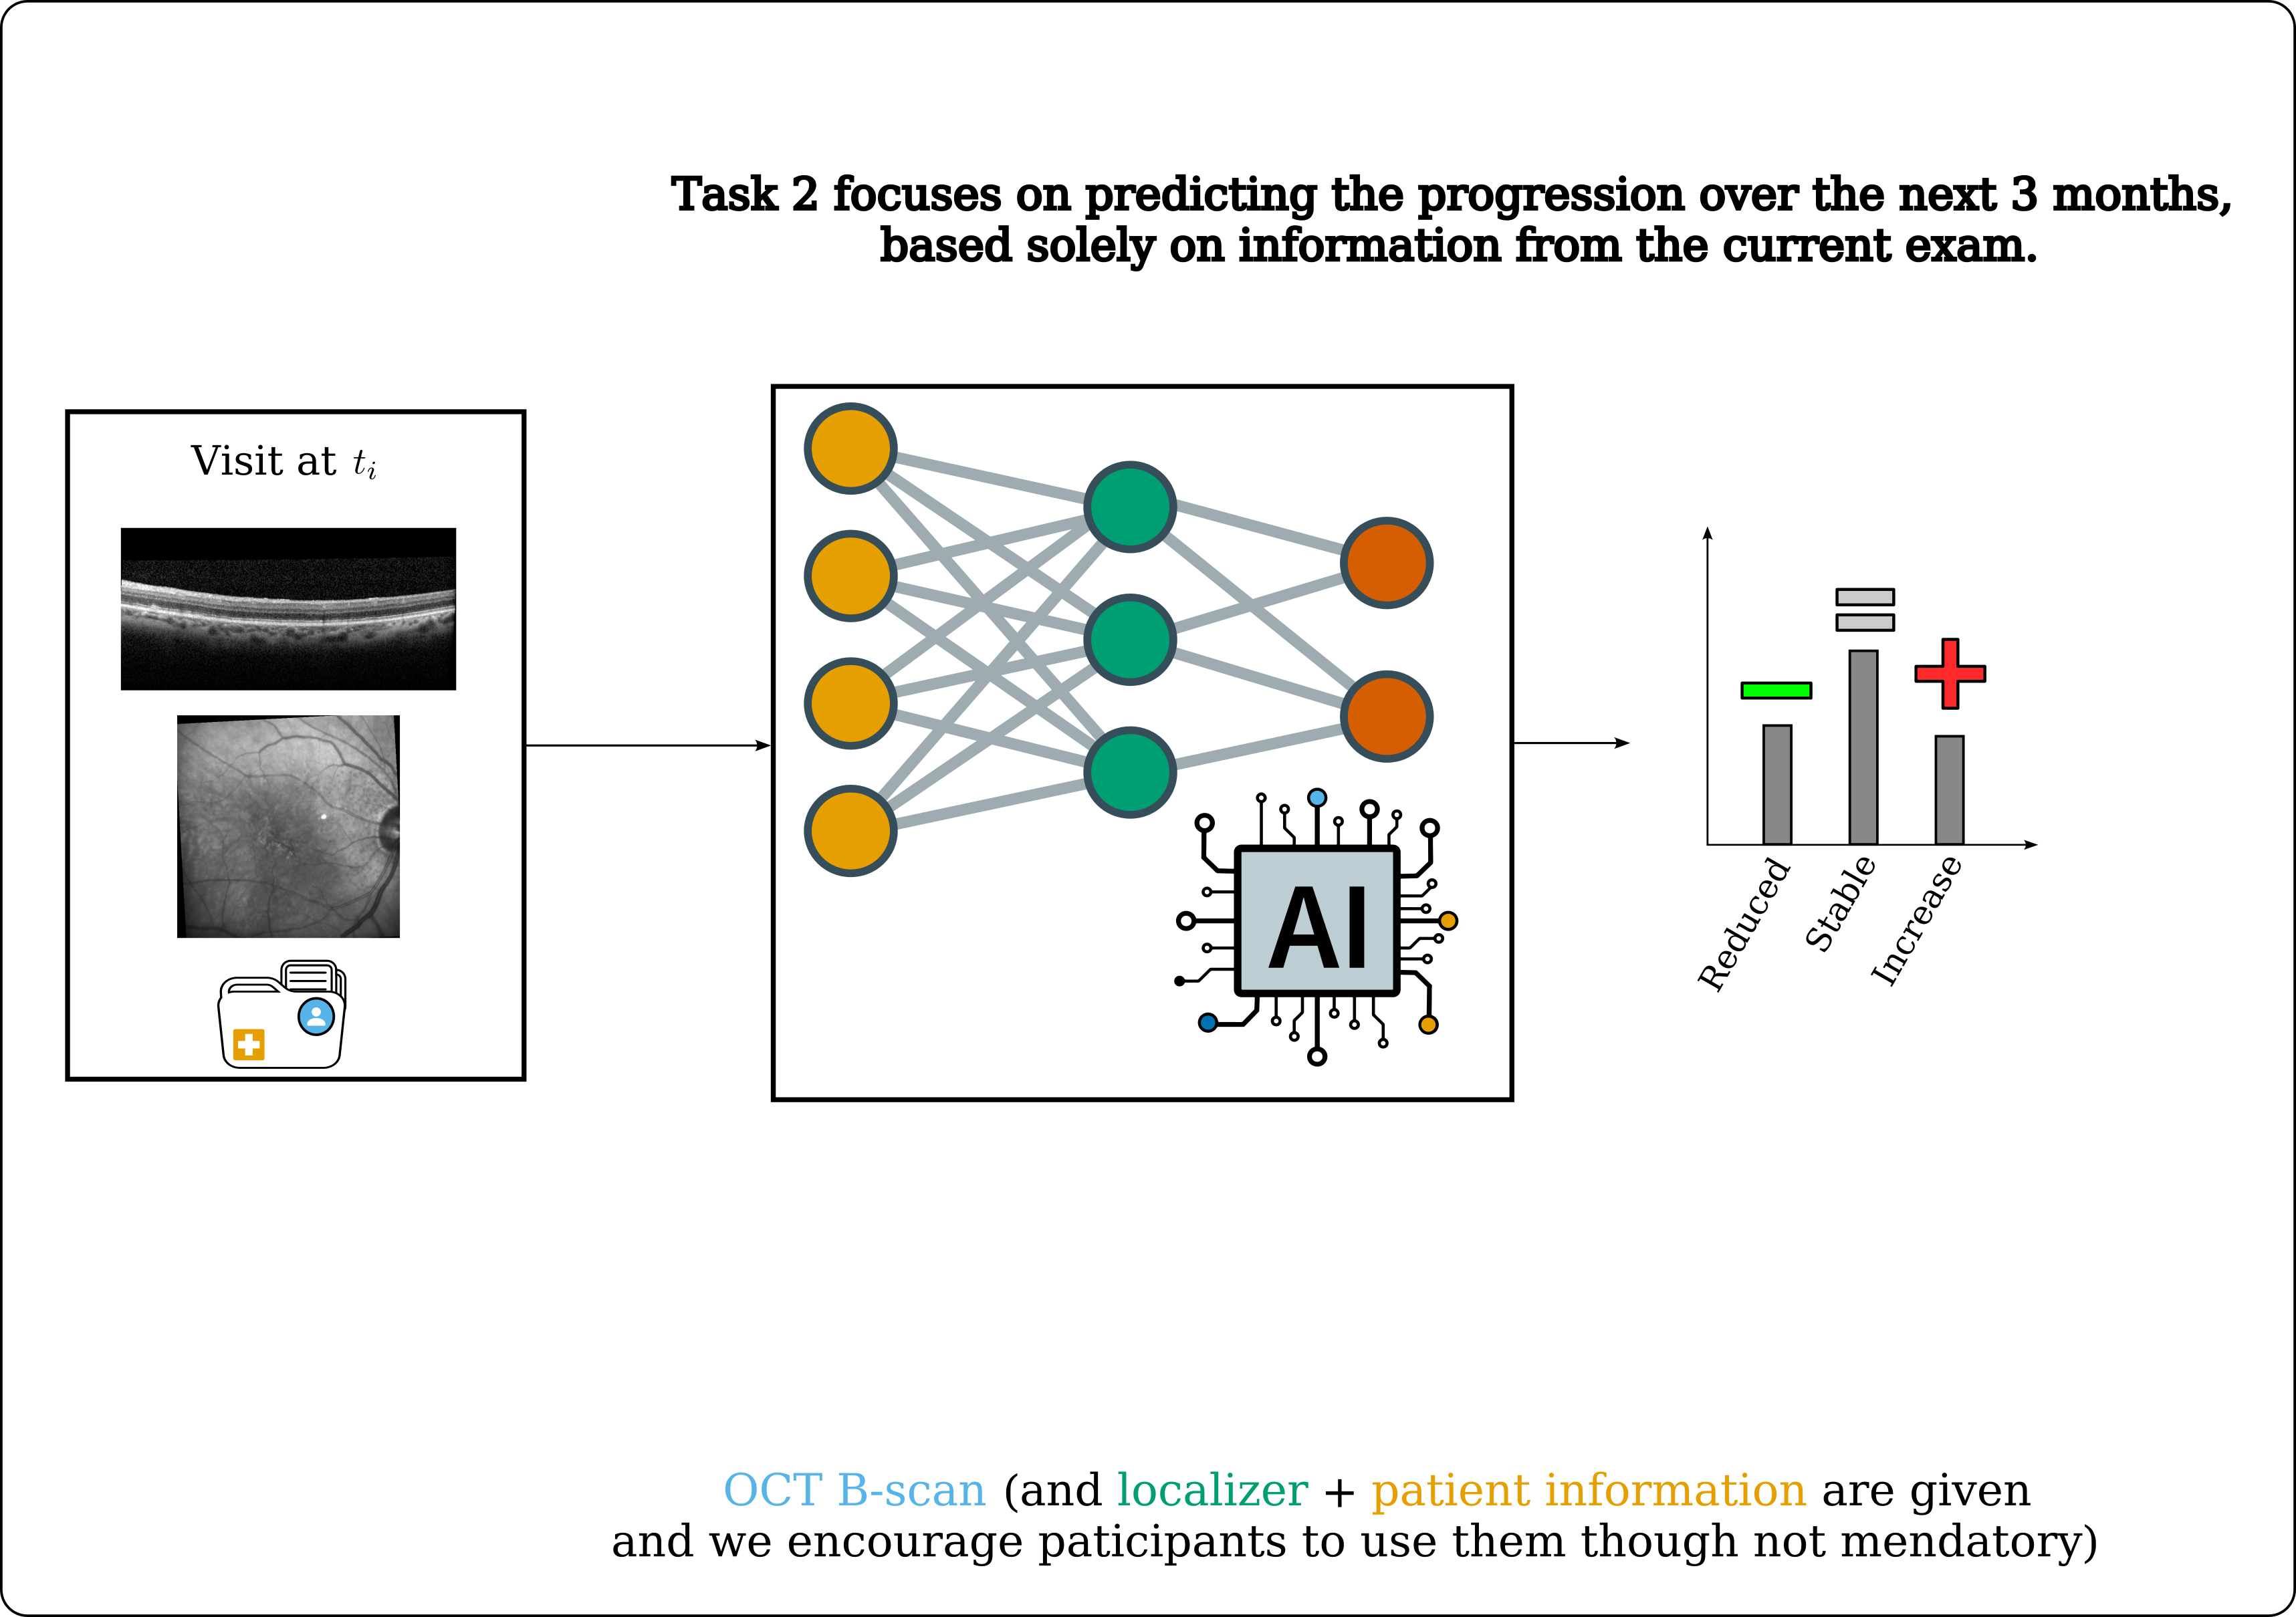 Task 2 focuses on predicting the progression over the next 3 months,
based solely on information from the current exam.
Visit at tᵢ
AI
Reduced
Stable
Increase
OCT B-scan (and localizer + patient information are given
and we encourage paticipants to use them though not mendatory)